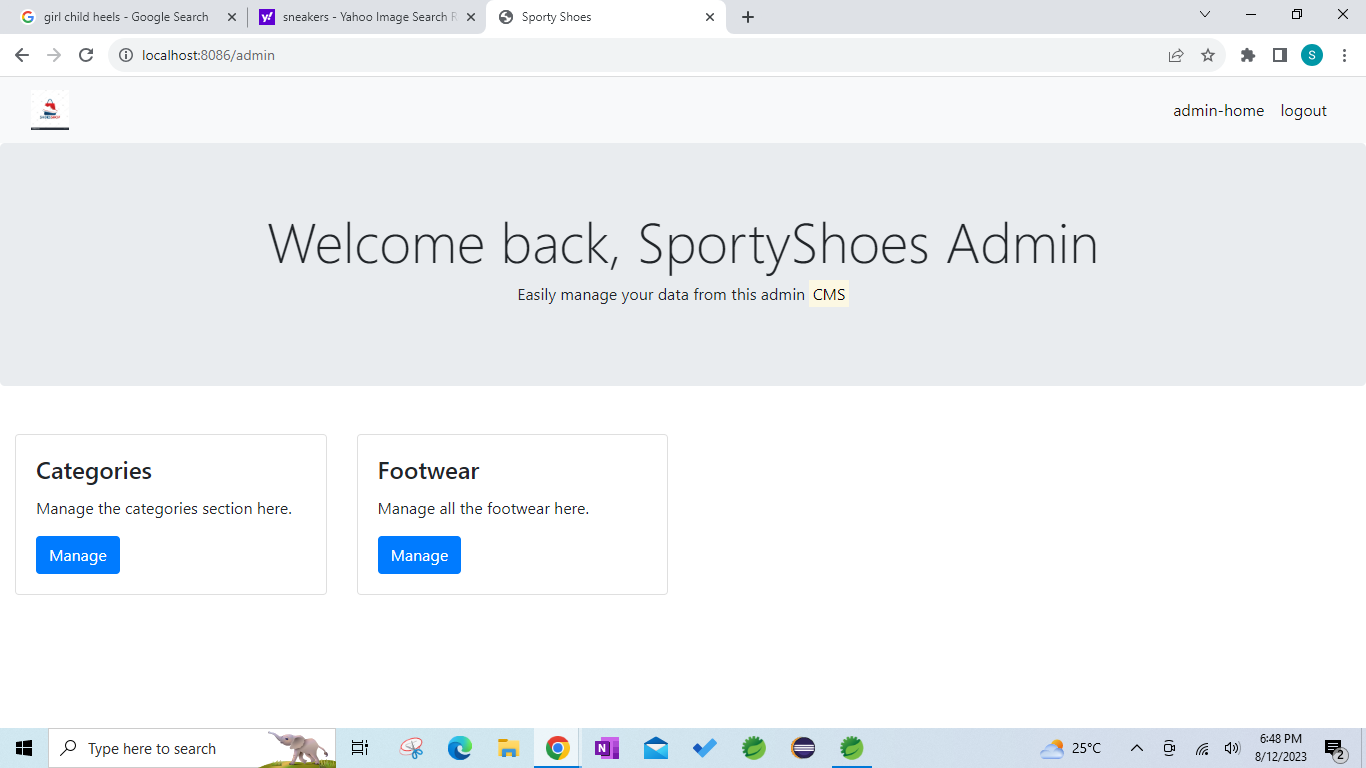 girl child heels - Google Search
sneakers - Yahoo Image Search R
Sporty Shoes
localhost:8086/admin
S
admin-home logout
Welcome back, SportyShoes Admin
Easily manage your data from this admin CMS
Categories
Manage the categories section here.
Manage
Footwear
Manage all the footwear here.
Manage
Type here to search
25°C
6:48 PM
8/12/2023
2